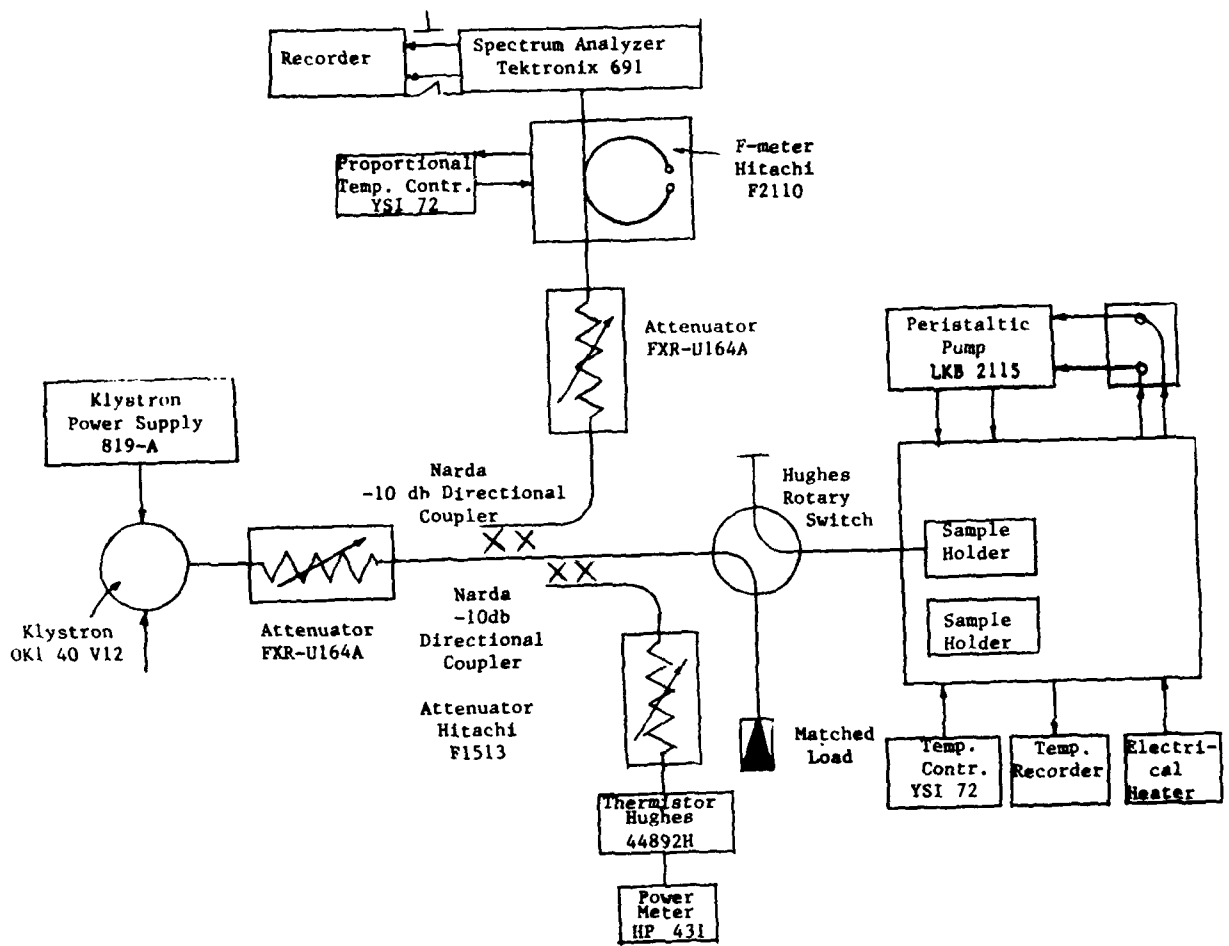 Recorder
Spectrum Analyzer
Tektronix 691
Proportional
Temp. Contr.
YSI 72
F-meter
Hitachi
F2110
Attenuator
FXR-U164A
Peristaltic
Pump
LKB 2115
Klystron
Power Supply
819-A
Narda
-10 db Directional
Coupler
Hughes
Rotary
Switch
Sample
Holder
Sample
Holder
Klystron
OKI 40 V12
Attenuator
FXR-U164A
Narda
-10db
Directional
Coupler
Attenuator
Hitachi
F1513
Matched
Load
Temp.
Contr.
YSI 72
Temp.
Recorder
Electri-
cal
Heater
Thermistor
Hughes
44892H
Power
Meter
HP 431